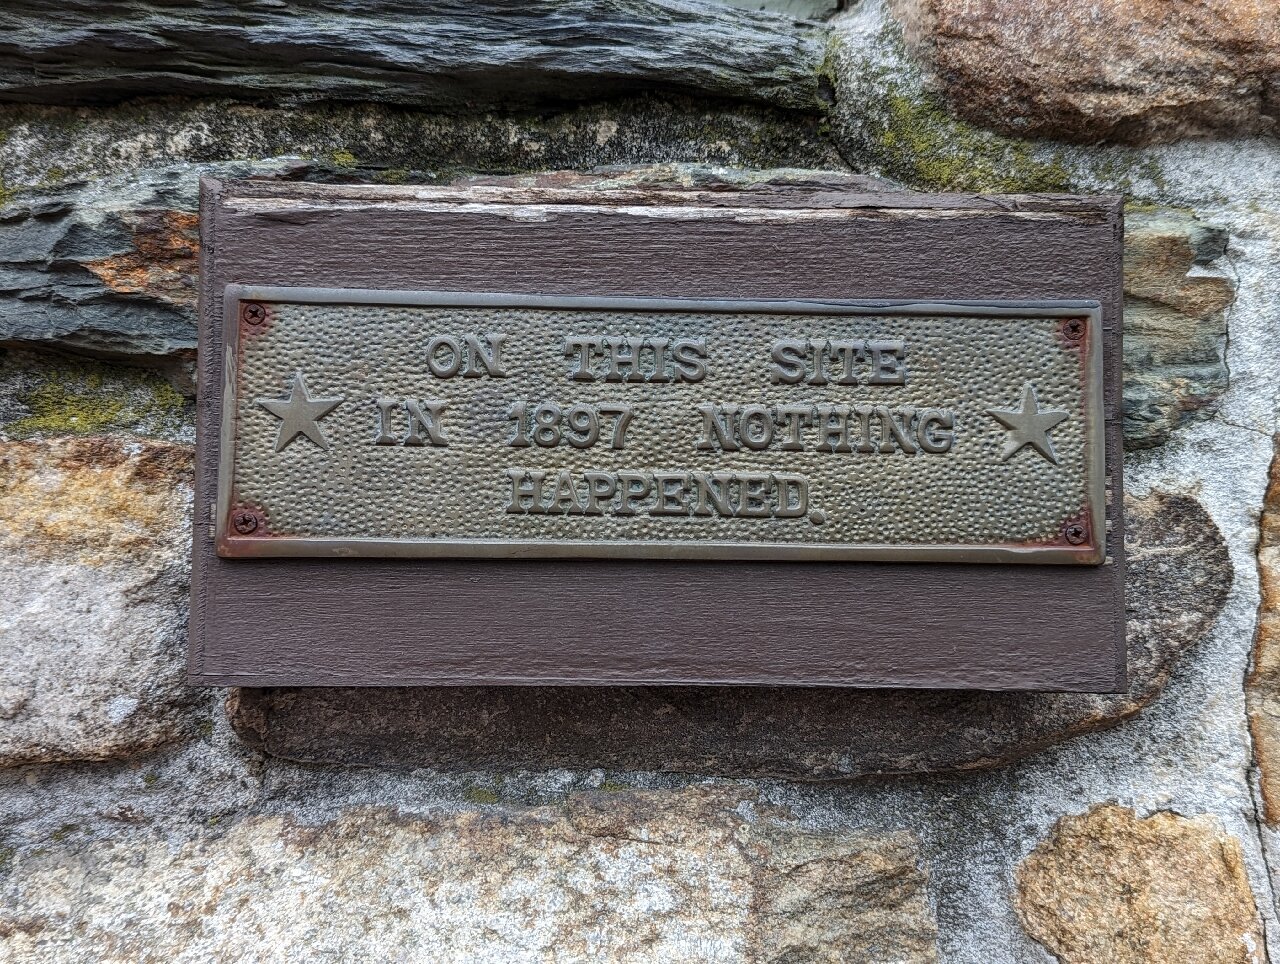 ON THIS SITE
IN 1897 NOTHING
HAPPENED.